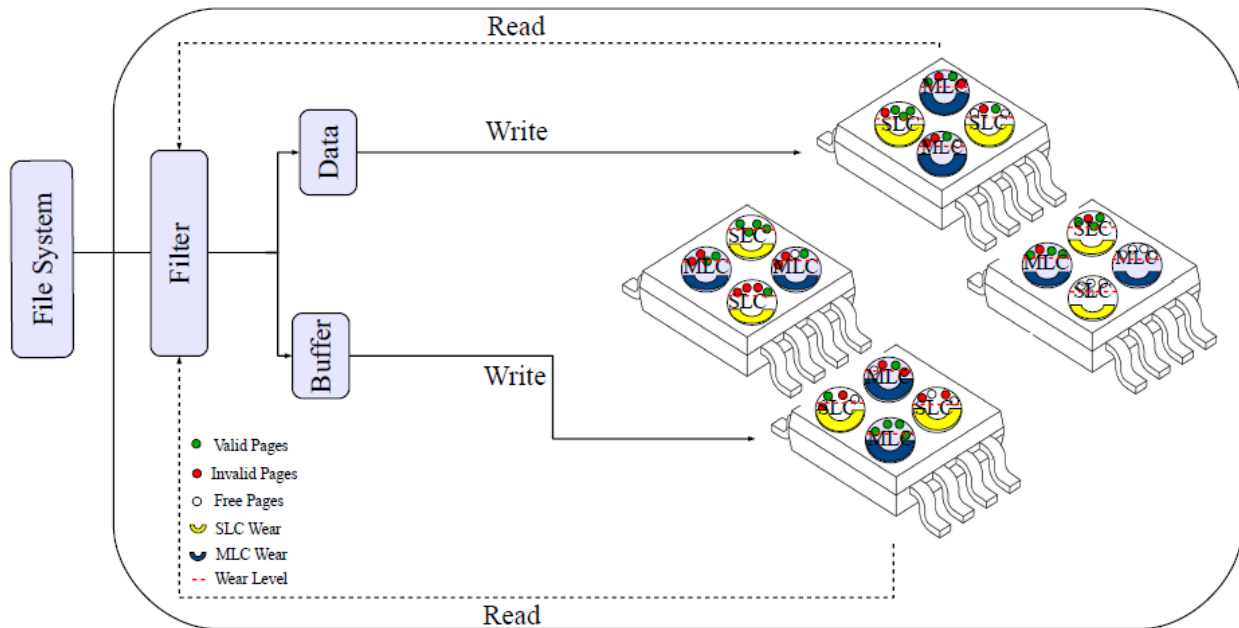 Read
MLC
SLC
SLC
MLC
Data
Write
File System
Filter
SLC
MLC
MLC
SLC
SLC
MLC
MLC
SLC
Buffer
Write
MLC
SLC
SLC
MLC
Valid Pages
Invalid Pages
Free Pages
SLC Wear
MLC Wear
Wear Level
Read